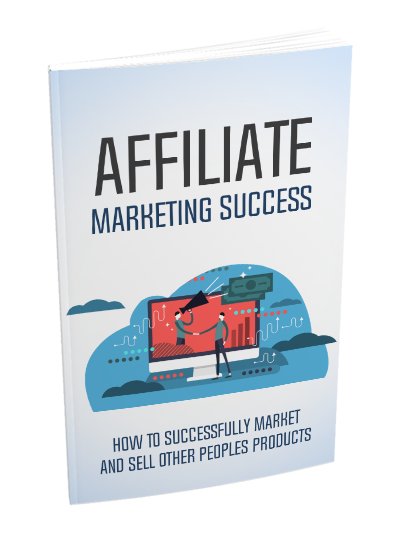 AFFILIATE
MARKETING SUCCESS
HOW TO SUCCESSFULLY MARKET
AND SELL OTHER PEOPLES PRODUCTS